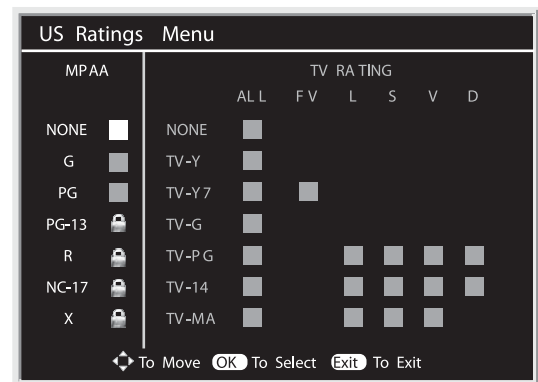 US Ratings Menu
MPAA TV RATING
ALL FV L S V D
NONE NONE
G TV-Y
PG TV-Y7
PG-13 TV-G
R TV-PG
NC-17 TV-14
X TV-MA
To Move OK To Select Exit To Exit